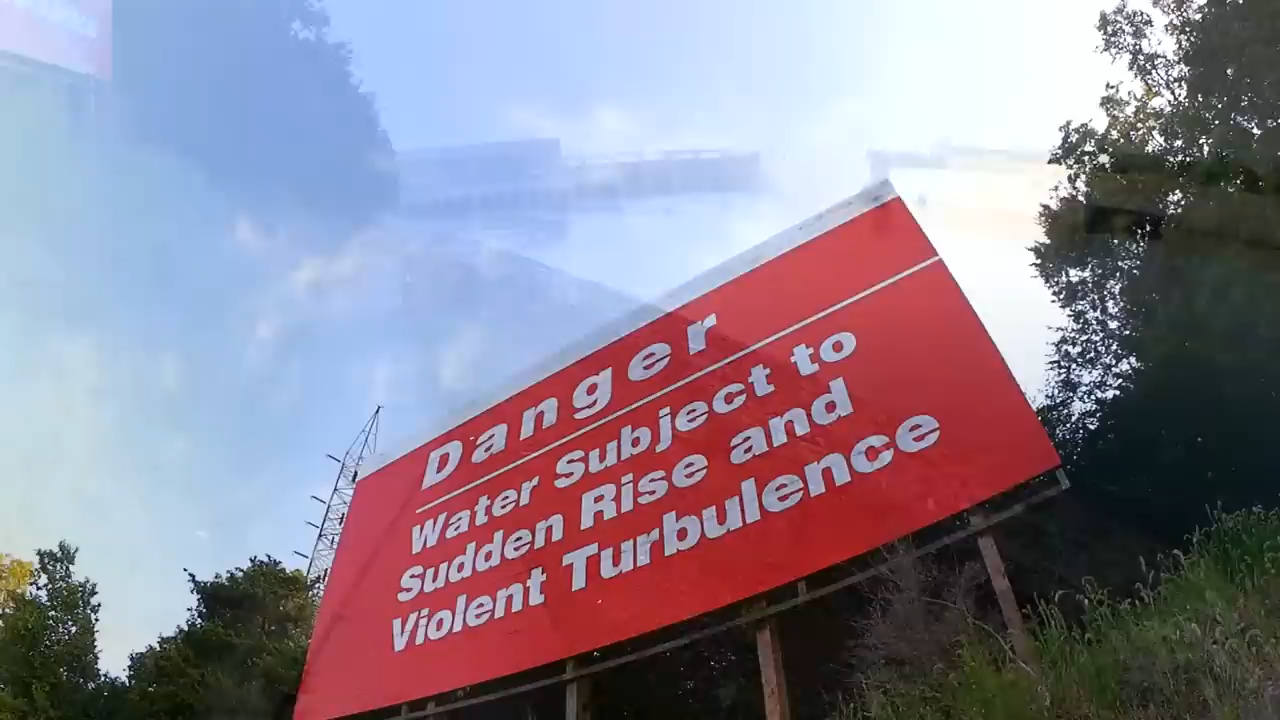 Danger
Water Subject to
Sudden Rise and
Violent Turbulence